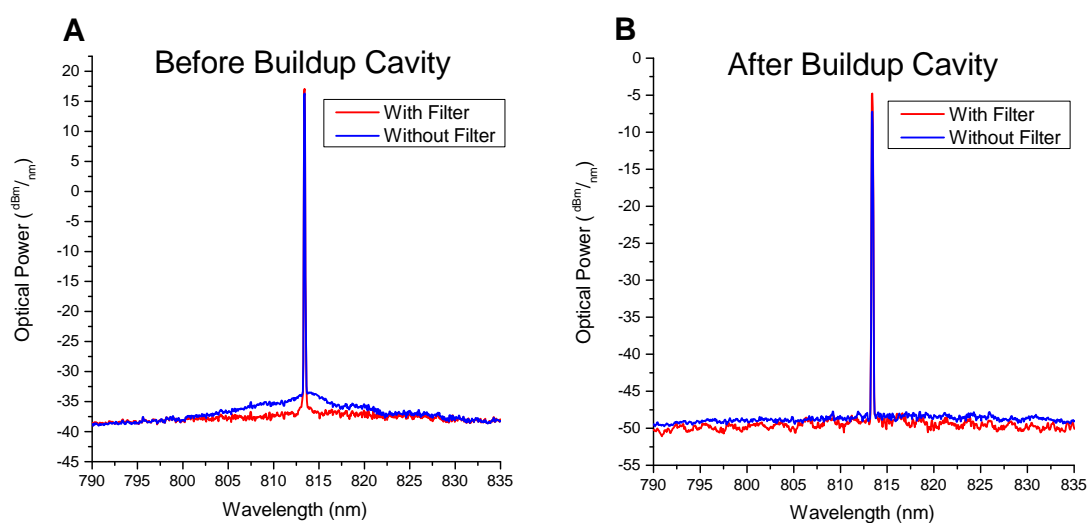 A
Before Buildup Cavity
With Filter
Without Filter
20
15
10
5
0
-5
-10
-15
-20
-25
-30
-35
-40
-45
Optical Power ( dBm/nm)
790 795 800 805 810 815 820 825 830 835
Wavelength (nm)
B
After Buildup Cavity
With Filter
Without Filter
0
-5
-10
-15
-20
-25
-30
-35
-40
-45
-50
-55
Optical Power ( dBm/nm)
790 795 800 805 810 815 820 825 830 835
Wavelength (nm)